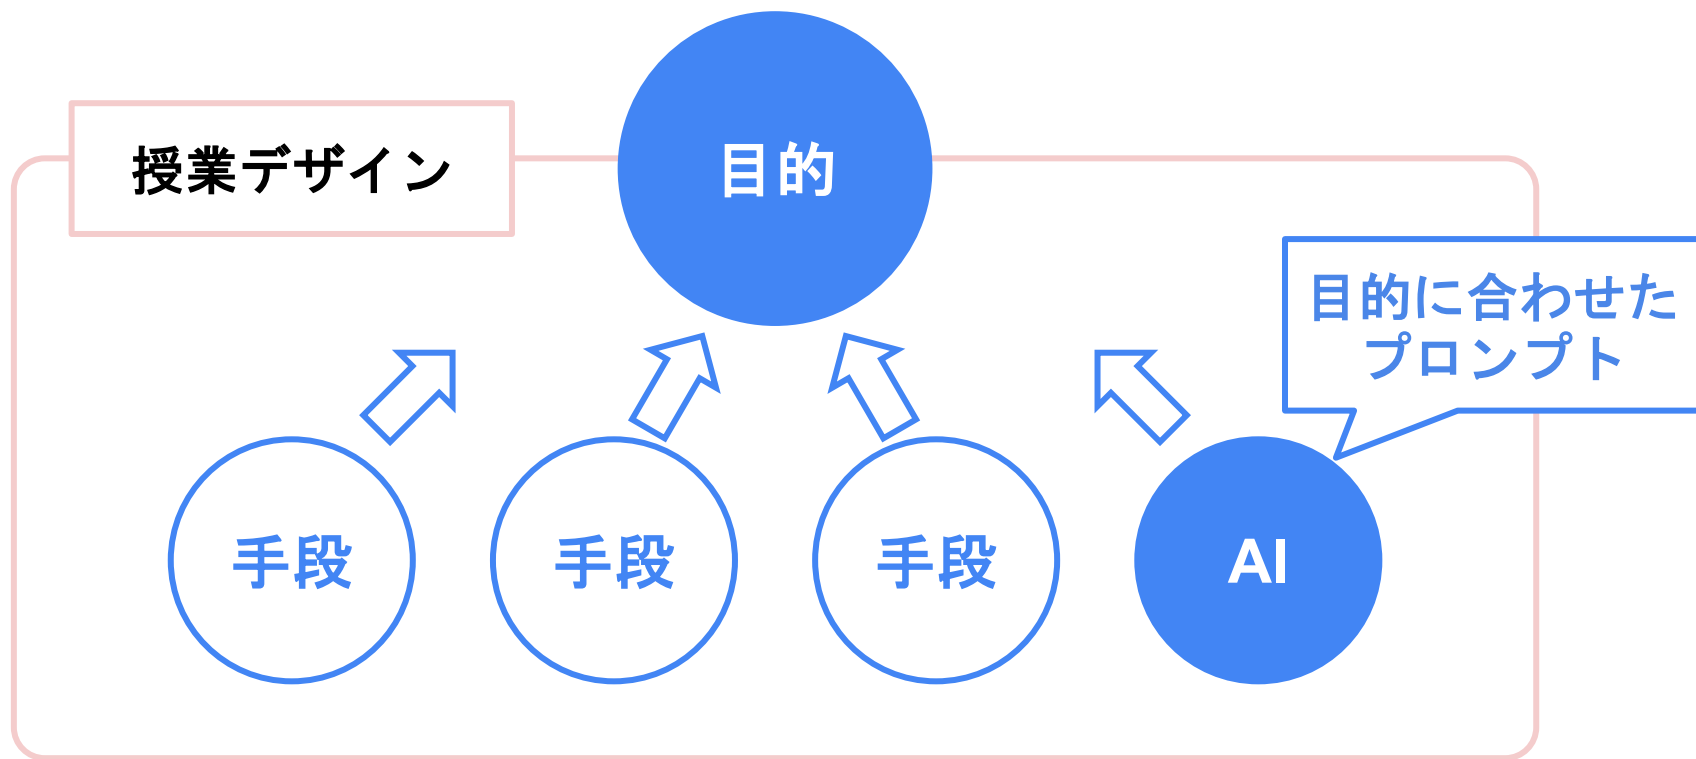 授業デザイン
目的
目的に合わせた
プロンプト
手段
手段
手段
AI